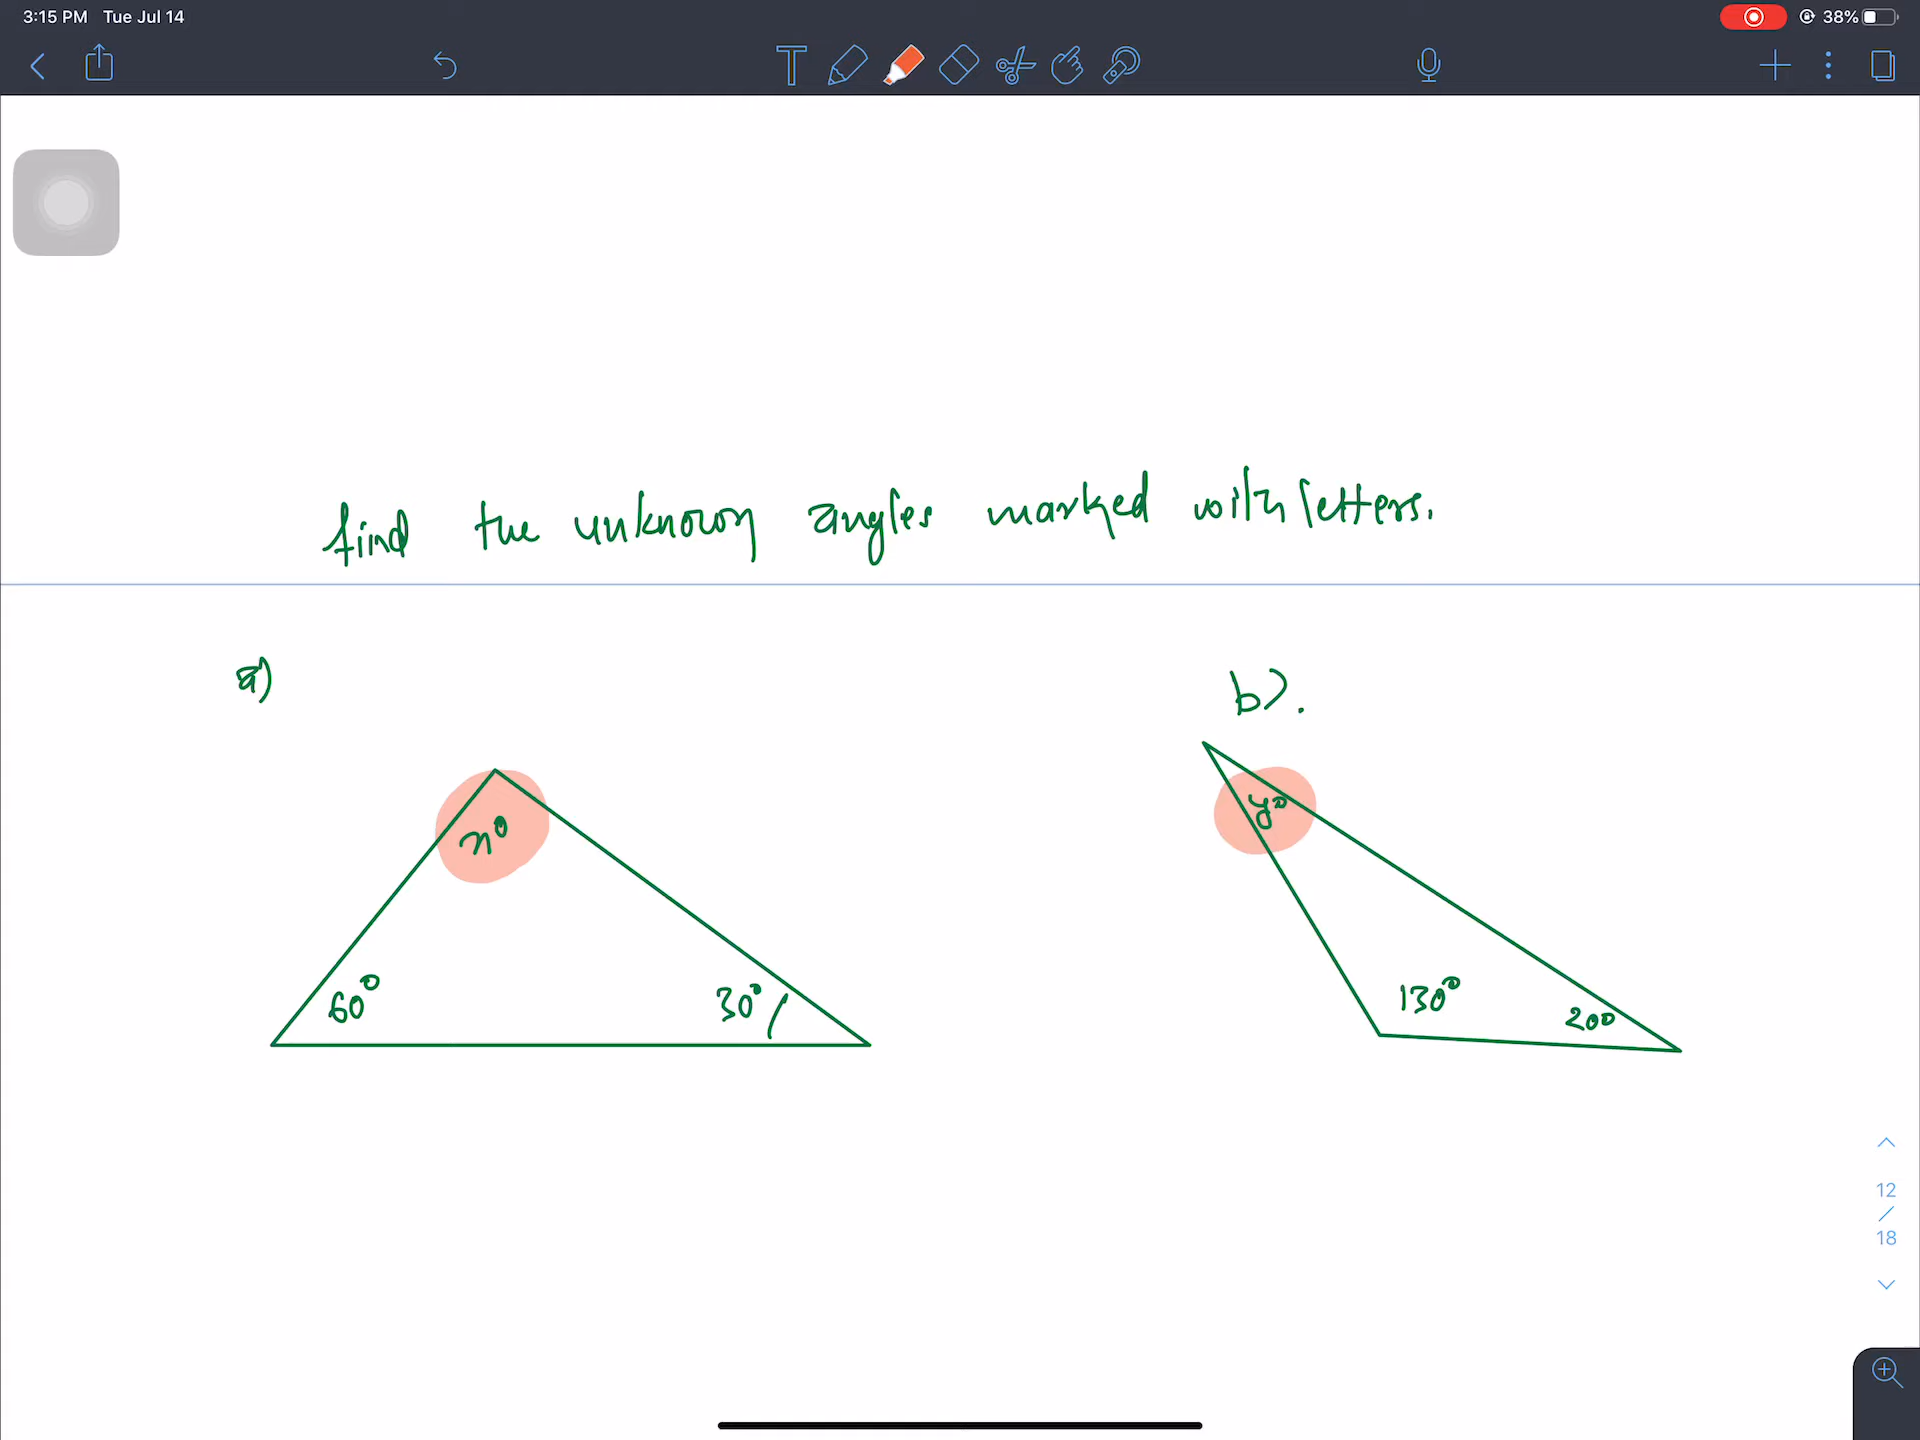 3:15 PM Tue Jul 14
38%
find the unknown angles marked with letters.
a)
b).
x°
y°
60°
30°
130°
20°
12
/
18